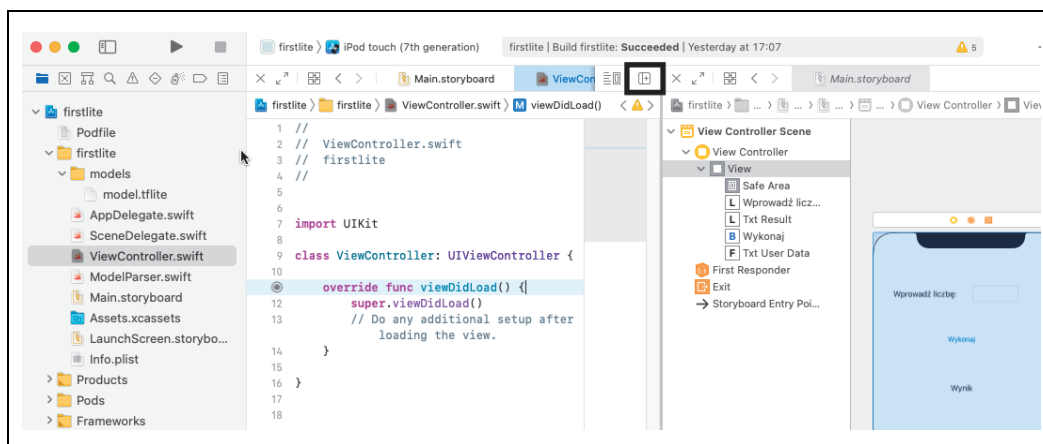 firstlite 〉 iPod touch (7th generation)
firstlite | Build firstlite: Succeeded | Yesterday at 17:07
5
Main.storyboard
ViewCon
Main.storyboard
firstlite 〉 firstlite 〉 ViewController.swift 〉 M viewDidLoad()
firstlite 〉 ... 〉 ... 〉 ... 〉 ... 〉 View Controller 〉 Viev
firstlite
Podfile
firstlite
models
model.tflite
AppDelegate.swift
SceneDelegate.swift
ViewController.swift
ModelParser.swift
Main.storyboard
Assets.xcassets
LaunchScreen.storybo...
Info.plist
Products
Pods
Frameworks
1 //
2 //  ViewController.swift
3 //  firstlite
4 //
5
6
7 import UIKit
8
9 class ViewController: UIViewController {
10
override func viewDidLoad() {
12 super.viewDidLoad()
13 // Do any additional setup after
loading the view.
14 }
15
16 }
17
18
View Controller Scene
View Controller
View
Safe Area
L Wprowadź licz...
L Txt Result
B Wykonaj
F Txt User Data
First Responder
Exit
Storyboard Entry Poi...
Wprowadź liczbę:
Wykonaj
Wynik